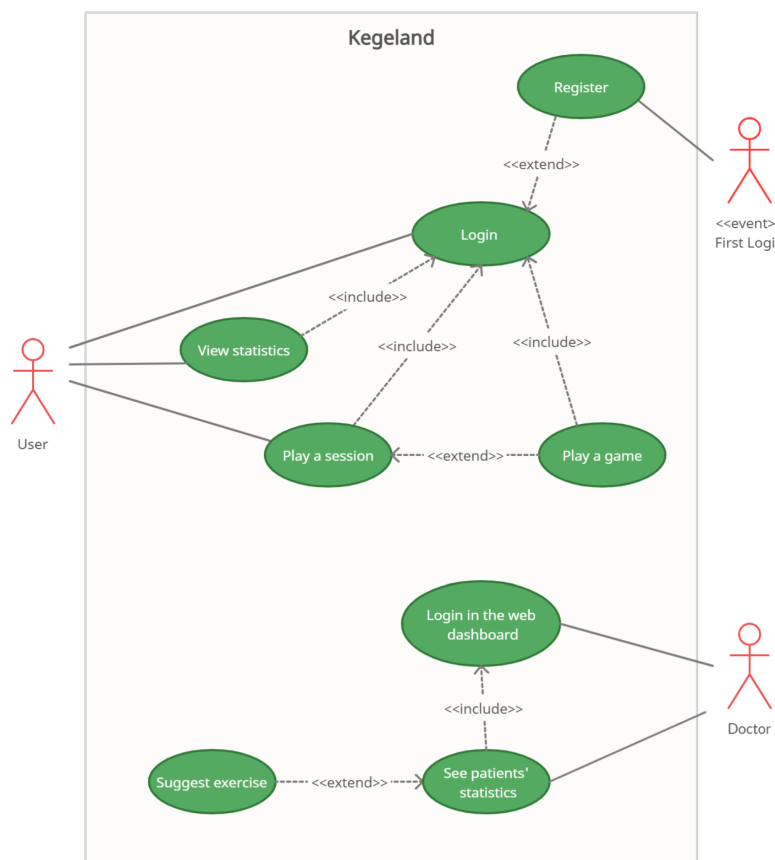 Kegeland
Register
<<extend>>
<<event>
First Logi
Login
<<include>>
View statistics
<<include>>
<<include>>
User
Play a session
<<extend>>
Play a game
Login in the web
dashboard
<<include>>
Doctor
Suggest exercise
<<extend>>
See patients'
statistics